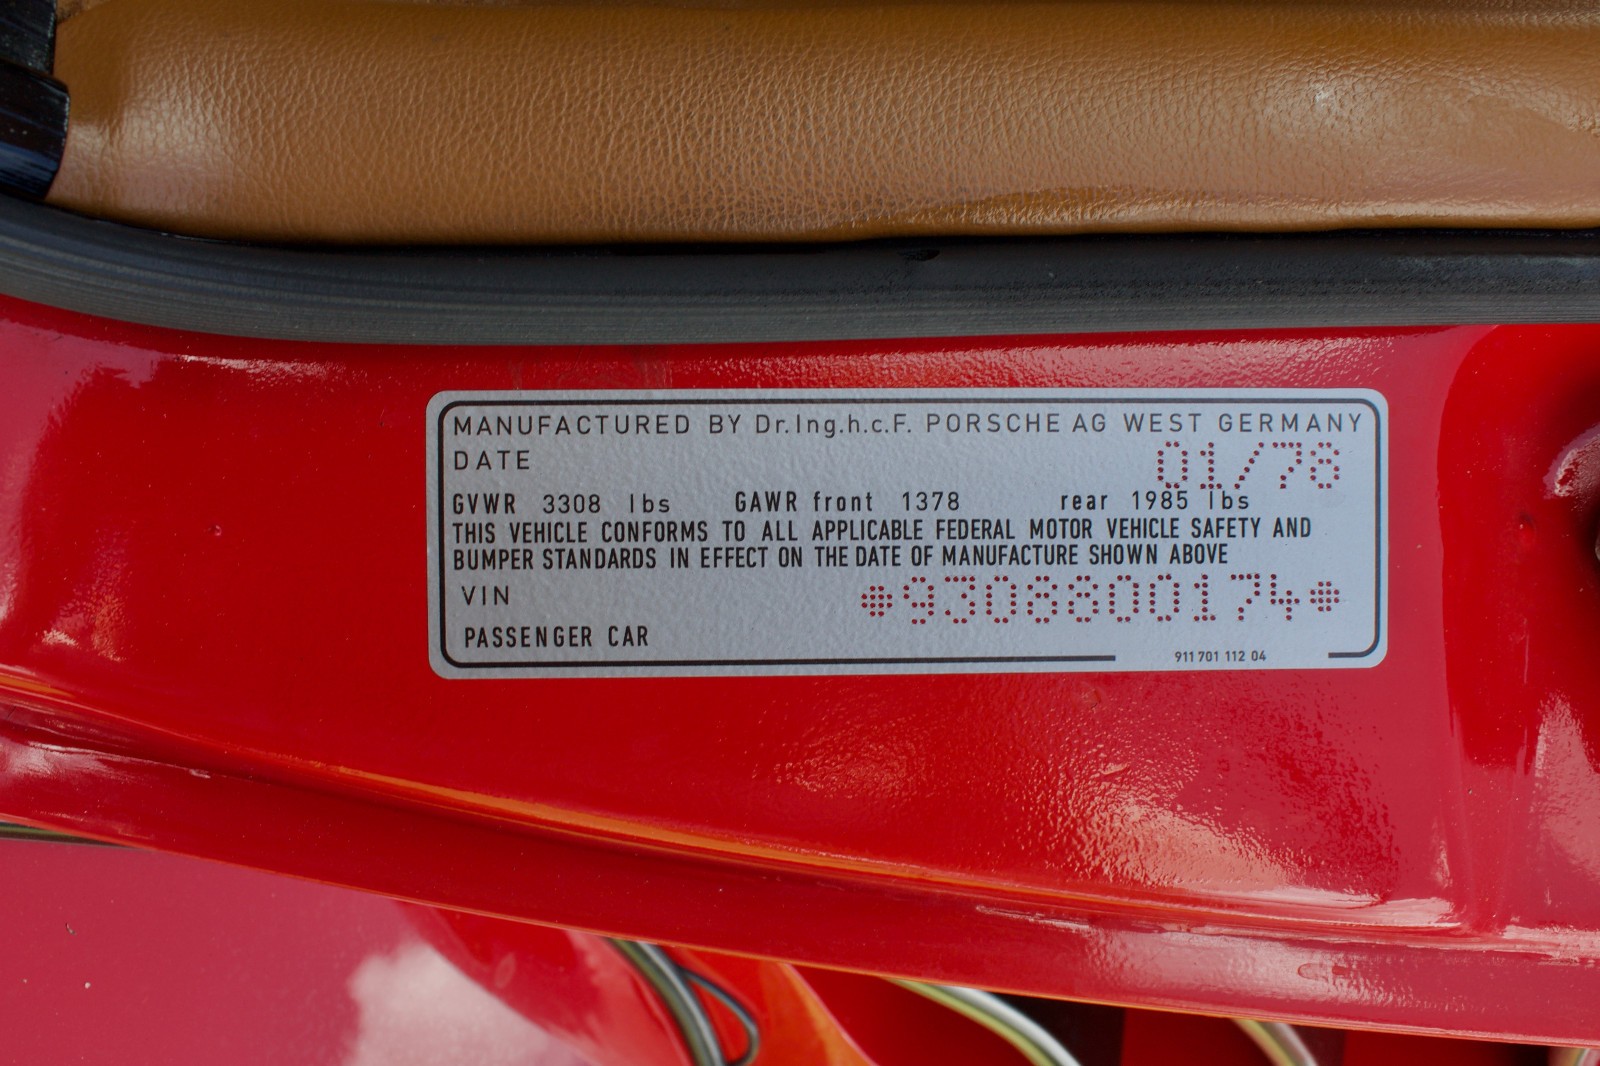 MANUFACTURED BY Dr.Ing.h.c.F. PORSCHE AG WEST GERMANY
DATE 01/78
GVWR 3308 lbs GAWR front 1378 rear 1985 lbs
THIS VEHICLE CONFORMS TO ALL APPLICABLE FEDERAL MOTOR VEHICLE SAFETY AND
BUMPER STANDARDS IN EFFECT ON THE DATE OF MANUFACTURE SHOWN ABOVE
VIN *9308800174*
PASSENGER CAR
911 701 112 04